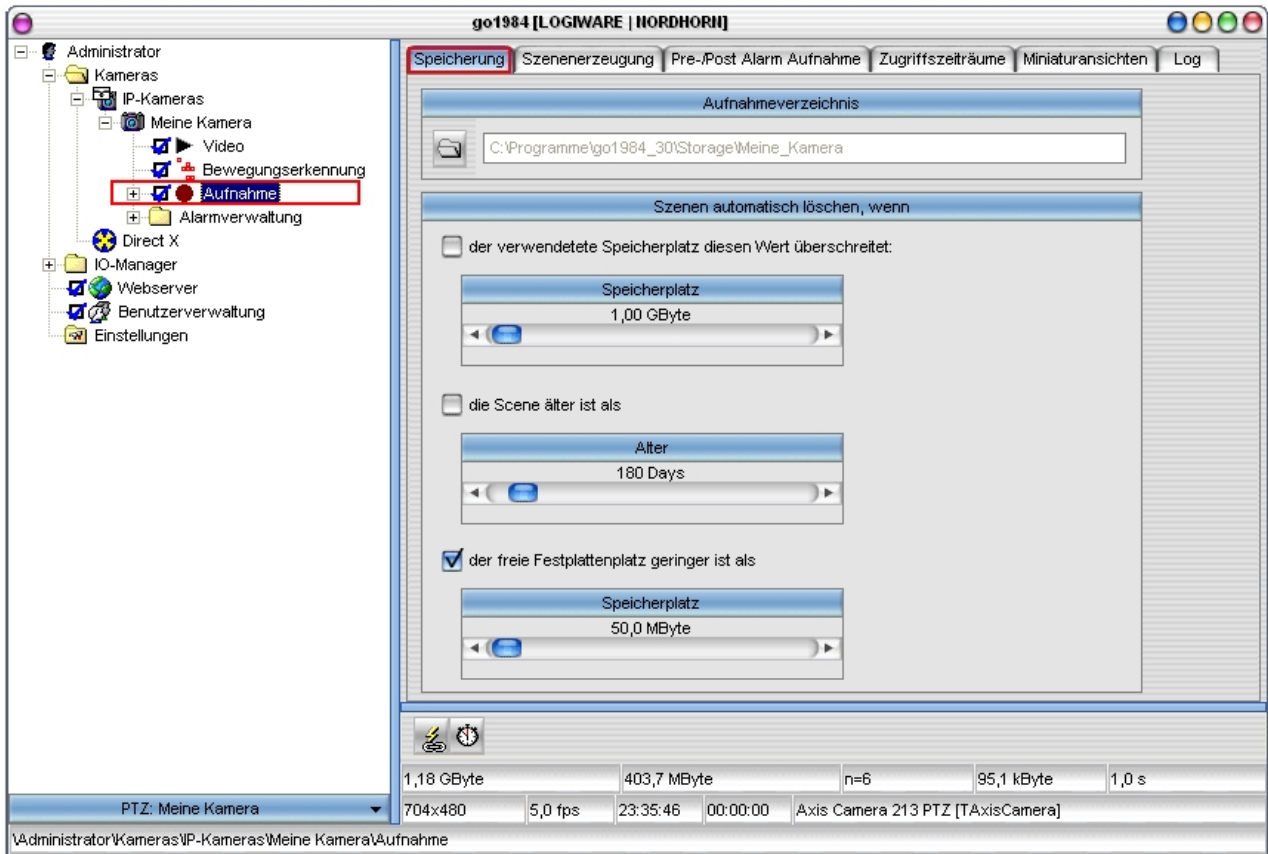 go1984 [LOGIWARE | NORDHORN]
Administrator
Kameras
IP-Kameras
Meine Kamera
Video
Bewegungserkennung
Aufnahme
Alarmverwaltung
Direct X
IO-Manager
Webserver
Benutzerverwaltung
Einstellungen
PTZ: Meine Kamera
Speicherung Szenenerzeugung Pre-/Post Alarm Aufnahme Zugriffszeiträume Miniaturansichten Log
Aufnahmeverzeichnis
C:\Programme\go1984_30\Storage\Meine_Kamera
Szenen automatisch löschen, wenn
der verwendetete Speicherplatz diesen Wert überschreitet:
Speicherplatz
1,00 GByte
die Scene älter ist als
Alter
180 Days
der freie Festplattenplatz geringer ist als
Speicherplatz
50,0 MByte
1,18 GByte 403,7 MByte n=6 95,1 kByte 1,0 s
704x480 5,0 fps 23:35:46 00:00:00 Axis Camera 213 PTZ [TAxisCamera]
\Administrator\Kameras\IP-Kameras\Meine Kamera\Aufnahme